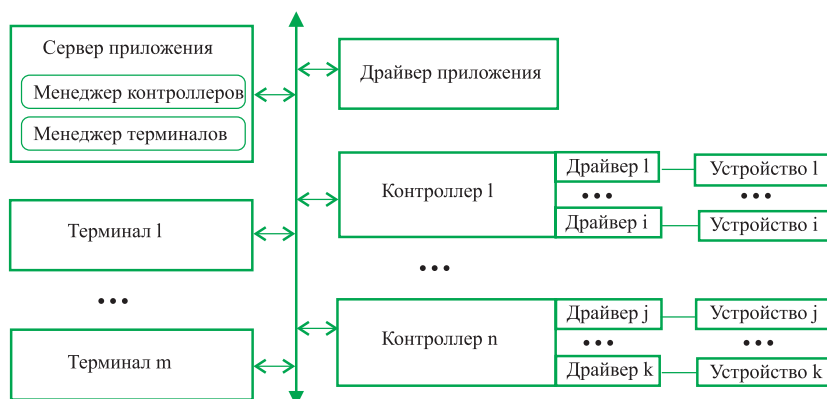 Сервер приложения
Менеджер контроллеров
Менеджер терминалов
Драйвер приложения
Контроллер l
Драйвер l
Устройство l
...
...
Драйвер i
Устройство i
Терминал l
...
...
Контроллер n
Драйвер j
Устройство j
...
...
Драйвер k
Устройство k
Терминал m